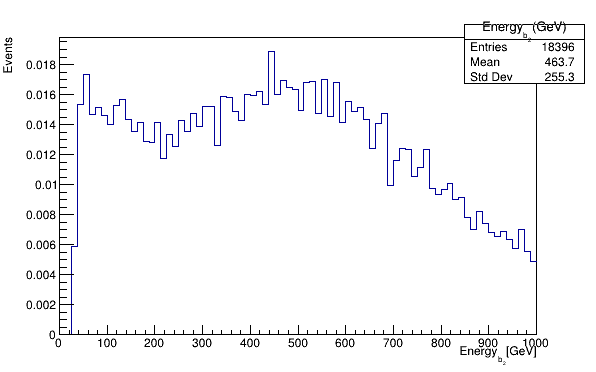 Energy_b2 (GeV)
Entries 18396
Mean 463.7
Std Dev 255.3
Events
0.018
0.016
0.014
0.012
0.01
0.008
0.006
0.004
0.002
0
0 100 200 300 400 500 600 700 800 900 1000
Energy_b2 [GeV]